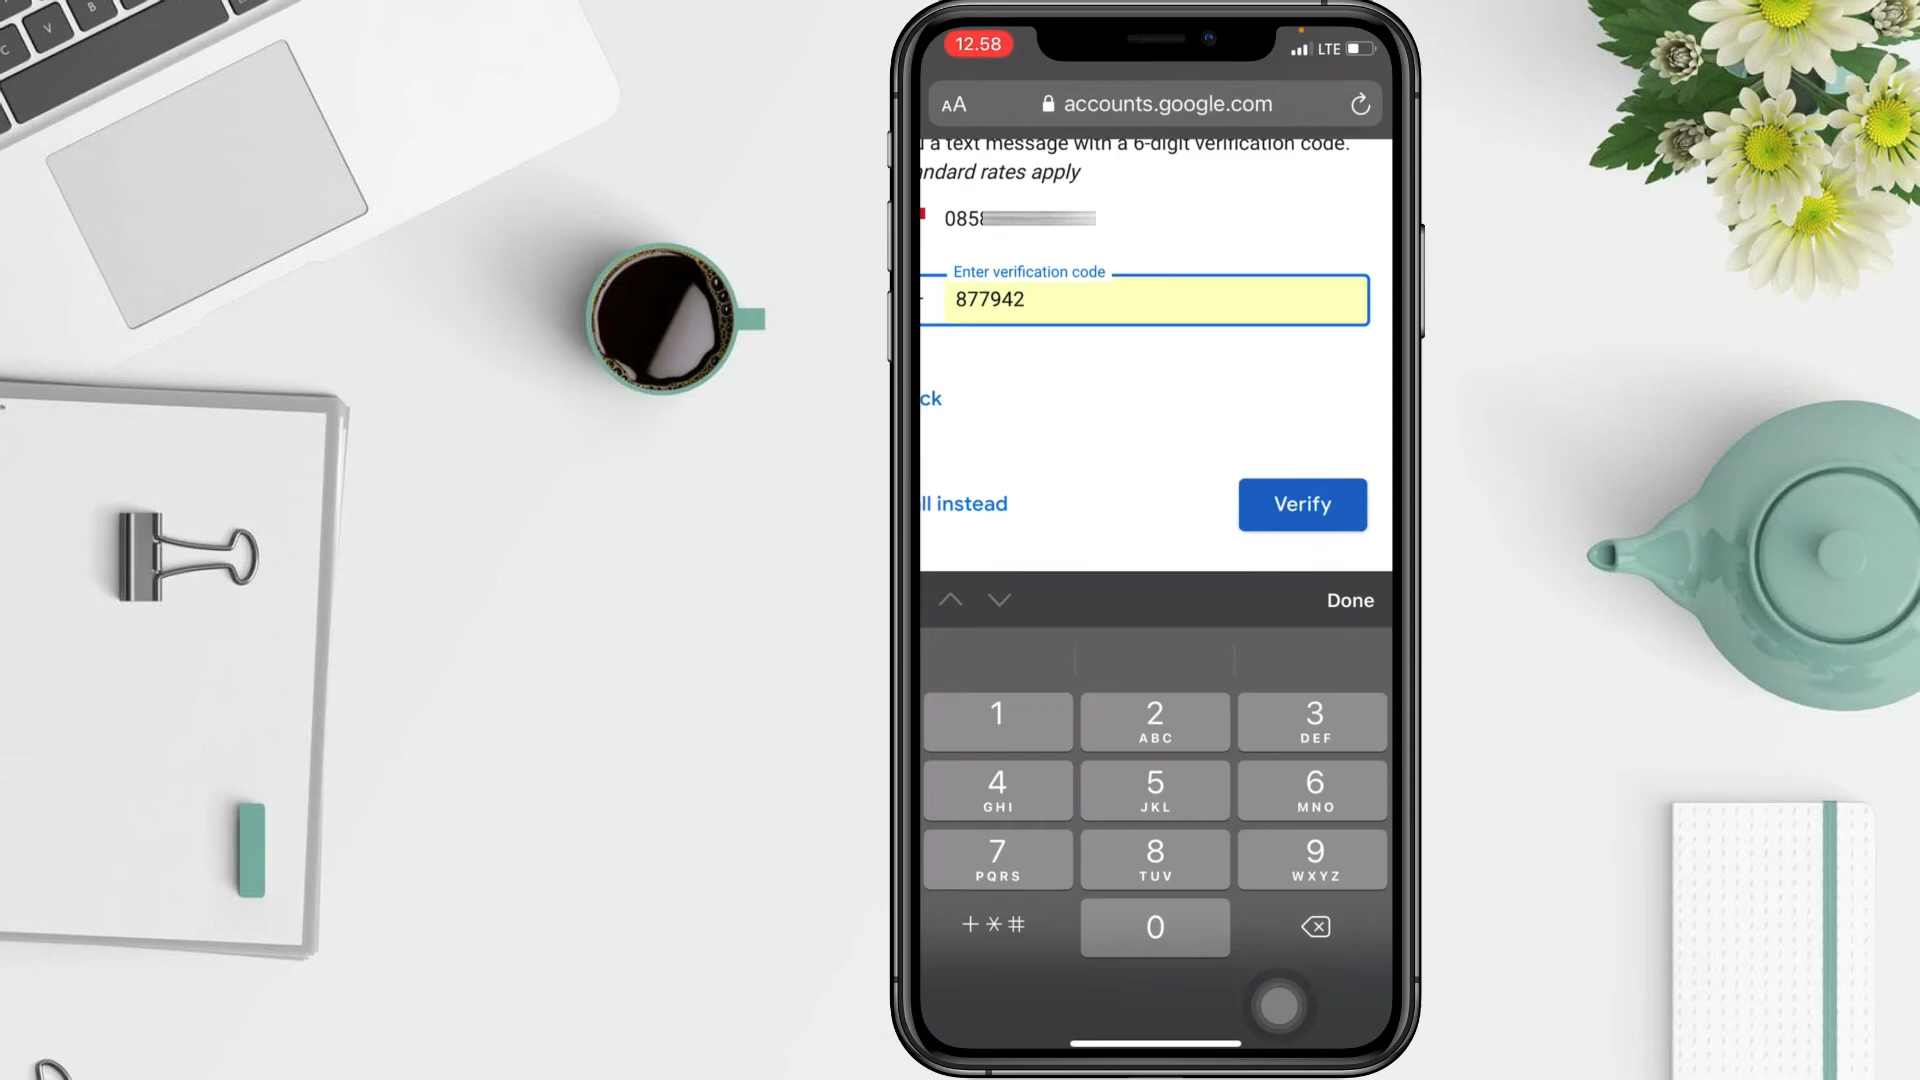 C
V
B
12.58
LTE
AA accounts.google.com
a text message with a 6-digit verification code.
andard rates apply
085
Enter verification code
877942
ck
ll instead
Verify
Done
1
2
ABC
3
DEF
4
GHI
5
JKL
6
MNO
7
PQRS
8
TUV
9
WXYZ
+*#
0